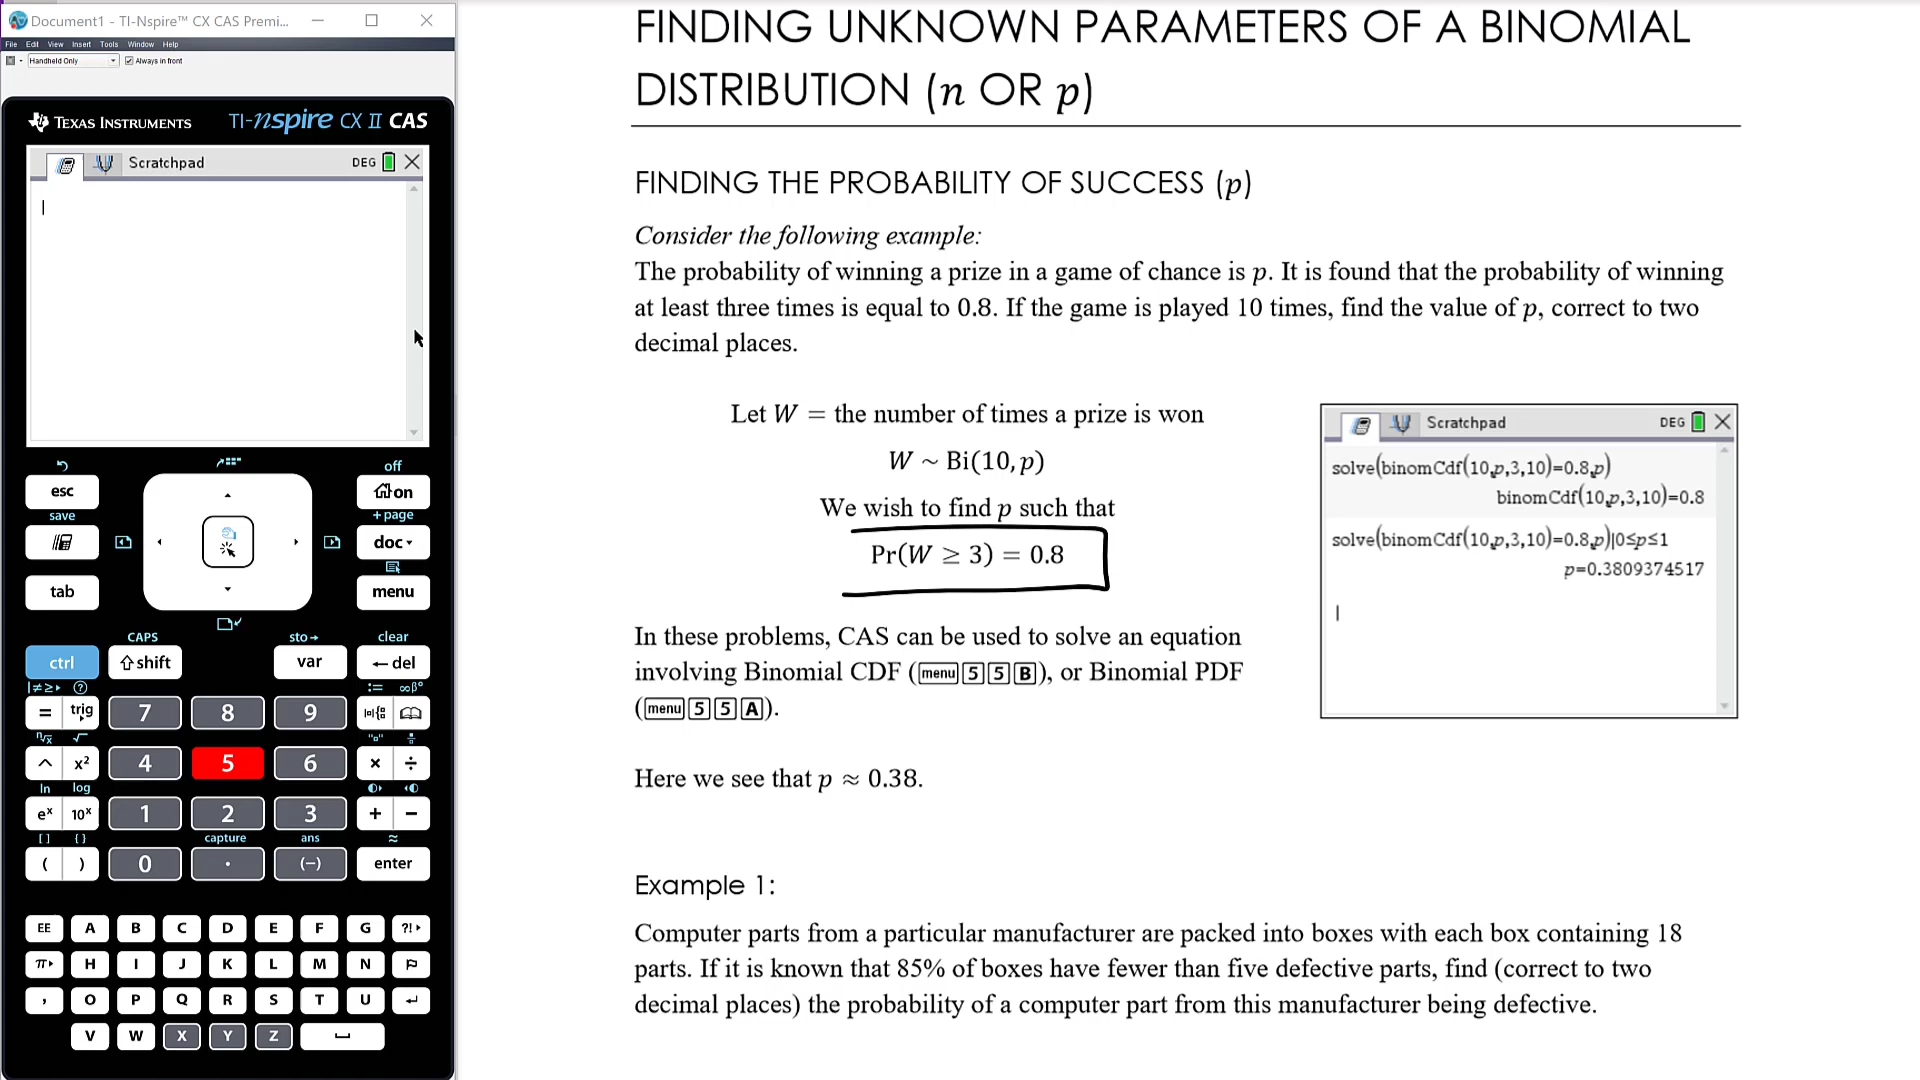 Document1 - TI-Nspire™ CX CAS Premi...
File Edit View Insert Tools Window Help
Handheld Only Always in front
TEXAS INSTRUMENTS TI-nspire CX II CAS
Scratchpad DEG
off
esc on
save + page
doc
tab menu
CAPS sto→ clear
ctrl shift var ← del
|≠≥▸ ? := ∞β°
= trig 7 8 9
ⁿ√x √
^ x² 4 5 6 × ÷
ln log
eˣ 10ˣ 1 2 3 + −
[ ] { } capture ans ≈
( ) 0 . (−) enter
EE A B C D E F G ?!▸
π▸ H I J K L M N
, O P Q R S T U
V W X Y Z
FINDING UNKNOWN PARAMETERS OF A BINOMIAL
DISTRIBUTION (n OR p)
FINDING THE PROBABILITY OF SUCCESS (p)
Consider the following example:
The probability of winning a prize in a game of chance is p. It is found that the probability of winning
at least three times is equal to 0.8. If the game is played 10 times, find the value of p, correct to two
decimal places.
Let W = the number of times a prize is won
W ~ Bi(10, p)
We wish to find p such that
Pr(W ≥ 3) = 0.8
In these problems, CAS can be used to solve an equation
involving Binomial CDF (menu 5 5 B), or Binomial PDF
(menu 5 5 A).
Here we see that p ≈ 0.38.
Scratchpad DEG
solve(binomCdf(10,p,3,10)=0.8,p)
binomCdf(10,p,3,10)=0.8
solve(binomCdf(10,p,3,10)=0.8,p)|0≤p≤1
p=0.3809374517
Example 1:
Computer parts from a particular manufacturer are packed into boxes with each box containing 18
parts. If it is known that 85% of boxes have fewer than five defective parts, find (correct to two
decimal places) the probability of a computer part from this manufacturer being defective.